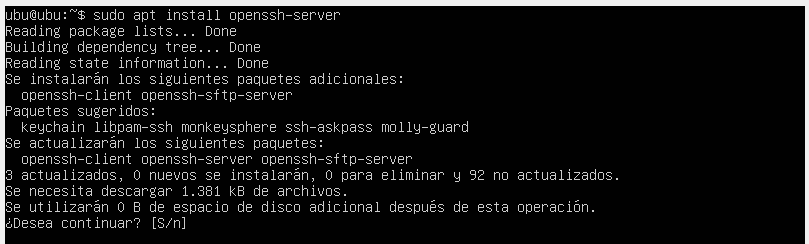 ubu@ubu:~$ sudo apt install openssh-server
Reading package lists... Done
Building dependency tree... Done
Reading state information... Done
Se instalarán los siguientes paquetes adicionales:
  openssh-client openssh-sftp-server
Paquetes sugeridos:
  keychain libpam-ssh monkeysphere ssh-askpass molly-guard
Se actualizarán los siguientes paquetes:
  openssh-client openssh-server openssh-sftp-server
3 actualizados, 0 nuevos se instalarán, 0 para eliminar y 92 no actualizados.
Se necesita descargar 1.381 kB de archivos.
Se utilizarán 0 B de espacio de disco adicional después de esta operación.
¿Desea continuar? [S/n]